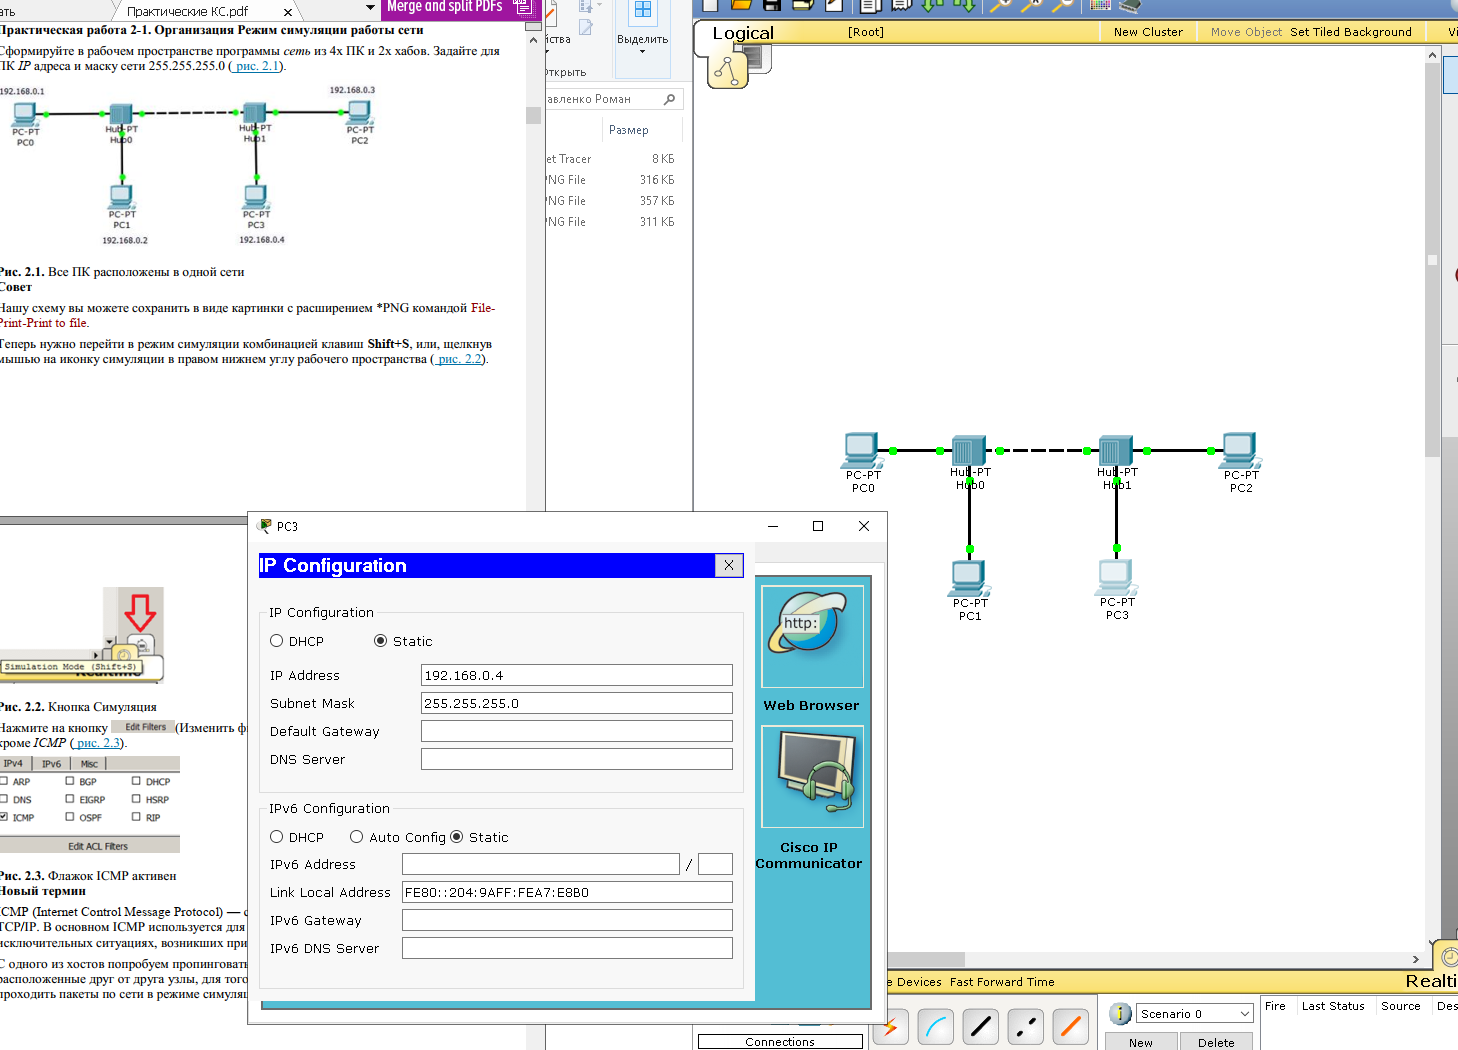 ать
Практические КС.pdf
×
Merge and split PDFs
Практическая работа 2-1. Организация Режим симуляции работы сети
Сформируйте в рабочем пространстве программы сеть из 4х ПК и 2х хабов. Задайте для
ПК IP адреса и маску сети 255.255.255.0 ( рис. 2.1).
192.168.0.1
192.168.0.3
PC-PT
PC0
Hub-PT
Hub0
Hub-PT
Hub1
PC-PT
PC2
PC-PT
PC1
PC-PT
PC3
192.168.0.2
192.168.0.4
Рис. 2.1. Все ПК расположены в одной сети
Совет
Нашу схему вы можете сохранить в виде картинки с расширением *PNG командой File-
Print-Print to file.
Теперь нужно перейти в режим симуляции комбинацией клавиш Shift+S, или, щелкнув
мышью на иконку симуляции в правом нижнем углу рабочего пространства ( рис. 2.2).
Simulation Mode (Shift+S)
Realtime
Рис. 2.2. Кнопка Симуляция
Нажмите на кнопку Edit Filters (Изменить ф
кроме ICMP ( рис. 2.3).
IPv4 IPv6 Misc
ARP BGP DHCP
DNS EIGRP HSRP
ICMP OSPF RIP
Edit ACL Filters
Рис. 2.3. Флажок ICMP активен
Новый термин
ICMP (Internet Control Message Protocol) — с
TCP/IP. В основном ICMP используется для
исключительных ситуациях, возникших при
С одного из хостов попробуем пропинговать
расположенные друг от друга узлы, для того
проходить пакеты по сети в режиме симуляц
йства
Открыть
Выделить
авленко Роман
Размер
et Tracer 8 КБ
PNG File 316 КБ
PNG File 357 КБ
PNG File 311 КБ
Logical
[Root]
New Cluster
Move Object
Set Tiled Background
Vi
PC-PT
PC0
Hub-PT
Hub0
Hub-PT
Hub1
PC-PT
PC2
PC-PT
PC1
PC-PT
PC3
PC3
IP Configuration
X
IP Configuration
DHCP Static
IP Address 192.168.0.4
Subnet Mask 255.255.255.0
Default Gateway
DNS Server
IPv6 Configuration
DHCP Auto Config Static
IPv6 Address /
Link Local Address FE80::204:9AFF:FEA7:E8B0
IPv6 Gateway
IPv6 DNS Server
http:
Web Browser
Cisco IP
Communicator
e Devices Fast Forward Time
Realti
Connections
Scenario 0
New Delete
Fire Last Status Source Des